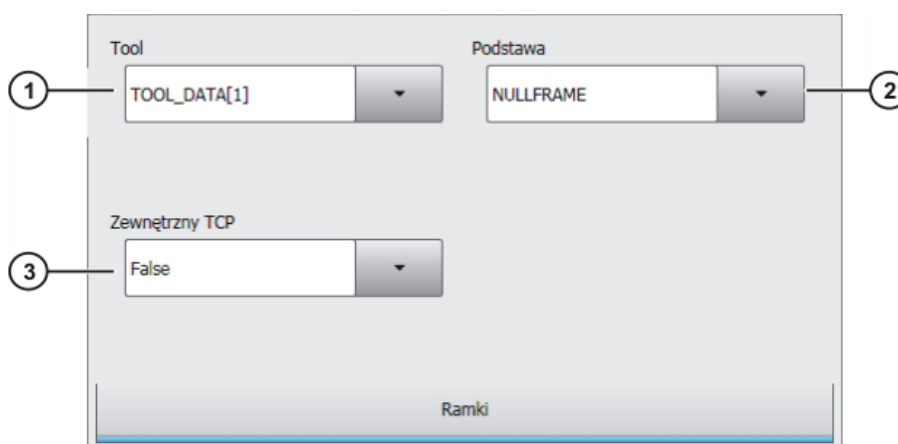 Tool Podstawa
1 TOOL_DATA[1] NULLFRAME 2
Zewnętrzny TCP
3 False
Ramki